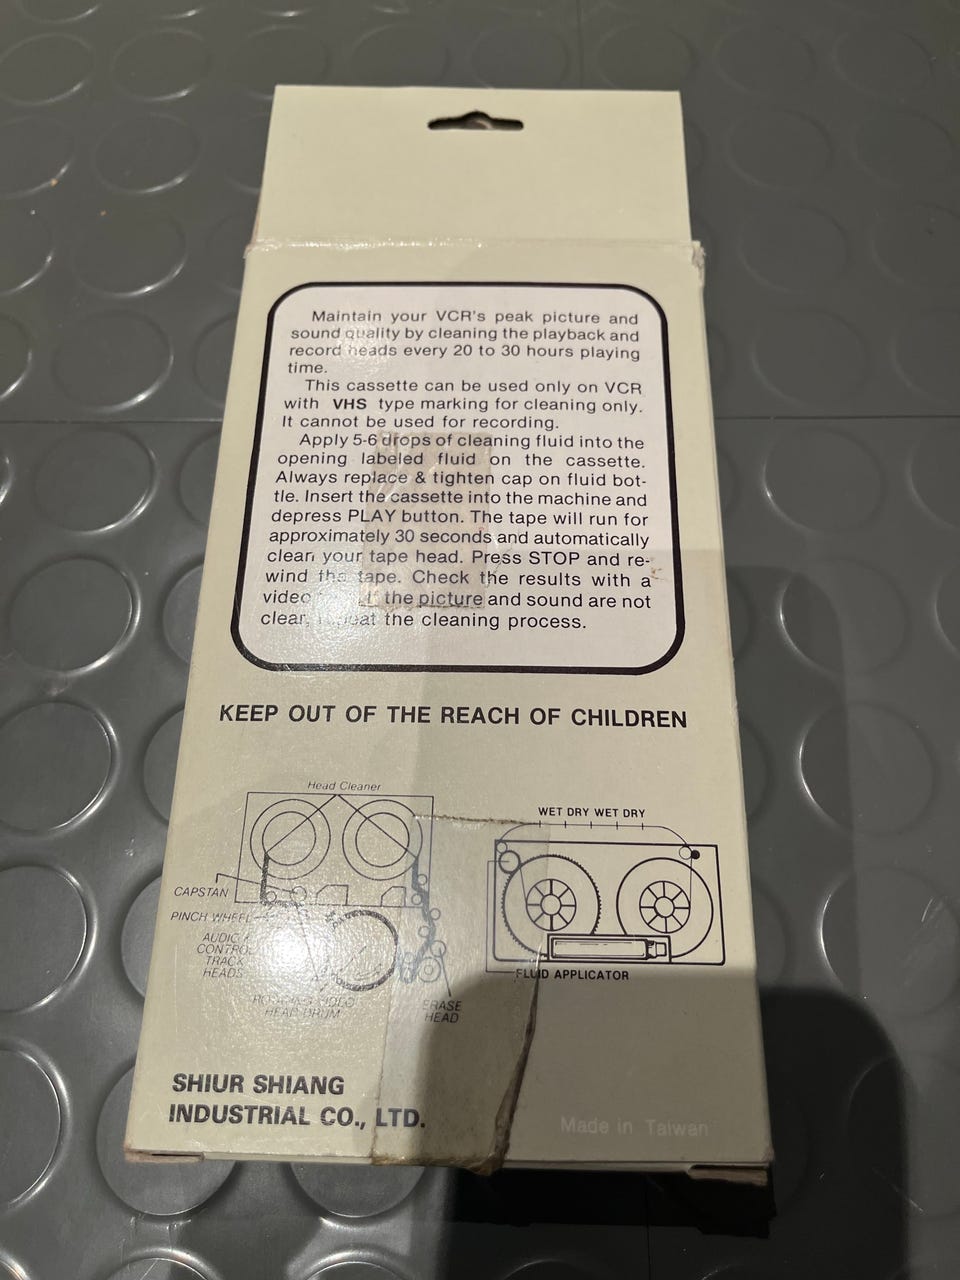 Maintain your VCR's peak picture and
sound quality by cleaning the playback and
record heads every 20 to 30 hours playing
time.
This cassette can be used only on VCR
with VHS type marking for cleaning only.
It cannot be used for recording.
Apply 5-6 drops of cleaning fluid into the
opening labeled fluid on the cassette.
Always replace & tighten cap on fluid bot-
tle. Insert the cassette into the machine and
depress PLAY button. The tape will run for
approximately 30 seconds and automatically
clean your tape head. Press STOP and re-
wind the tape. Check the results with a
video the picture and sound are not
clear, repeat the cleaning process.
KEEP OUT OF THE REACH OF CHILDREN
Head Cleaner
CAPSTAN
PINCH WHEEL
AUDIO
CONTROL
TRACK
HEADS
ROTATING VIDEO
HEAD DRUM
ERASE
HEAD
WET DRY WET DRY
FLUID APPLICATOR
SHIUR SHIANG
INDUSTRIAL CO., LTD.
Made in Taiwan